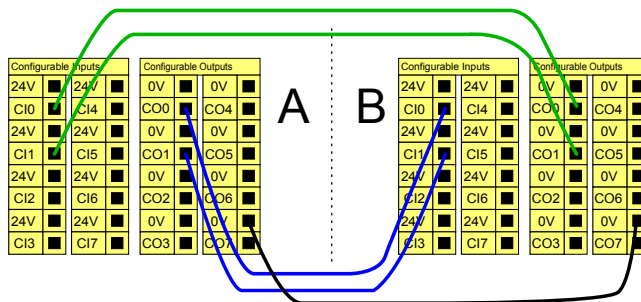 Configurable Inputs Configurable Outputs Configurable Inputs Configurable Outputs
24V 24V 0V 0V A B 24V 24V 0V 0V
CI0 CI4 CO0 CO4 CI0 CI4 CO0 CO4
24V 24V 0V 0V 24V 24V 0V 0V
CI1 CI5 CO1 CO5 CI1 CI5 CO1 CO5
24V 24V 0V 0V 24V 24V 0V 0V
CI2 CI6 CO2 CO6 CI2 CI6 CO2 CO6
24V 24V 0V 0V 24V 24V 0V 0V
CI3 CI7 CO3 CO7 CI3 CI7 CO3 CO7